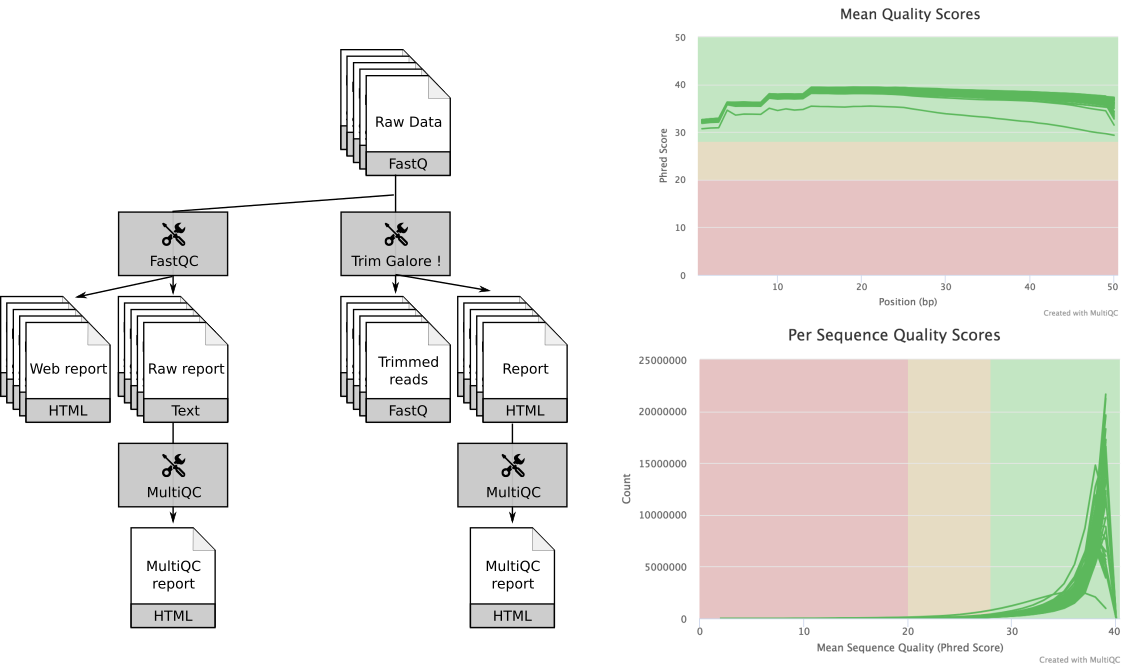 Raw Data
FastQ
FastQC
Trim Galore !
Web report
HTML
Raw report
Text
Trimmed
reads
FastQ
Report
HTML
MultiQC
MultiQC
MultiQC
report
HTML
MultiQC
report
HTML
Mean Quality Scores
Phred Score
50
40
30
20
10
0
10
20
30
40
50
Position (bp)
Created with MultiQC
Per Sequence Quality Scores
Count
25000000
20000000
15000000
10000000
5000000
0
0
10
20
30
40
Mean Sequence Quality (Phred Score)
Created with MultiQC